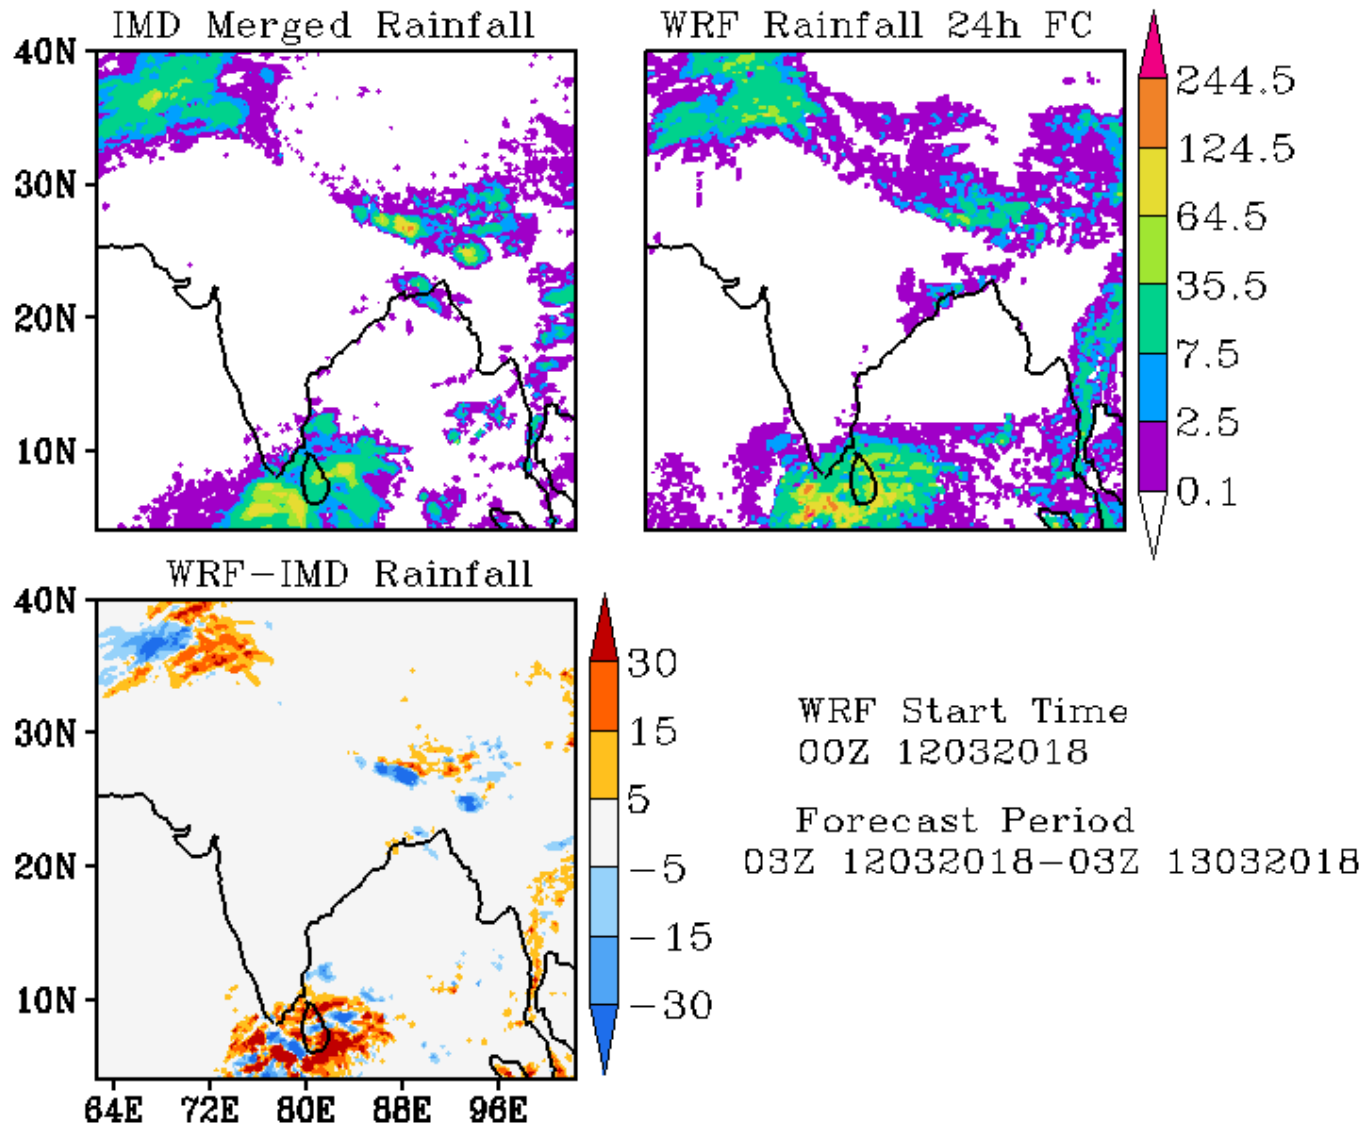 IMD Merged Rainfall
WRF Rainfall 24h FC
40N
30N
20N
10N
244.5
124.5
64.5
35.5
7.5
2.5
0.1
WRF-IMD Rainfall
40N
30N
20N
10N
64E 72E 80E 88E 96E
30
15
5
-5
-15
-30
WRF Start Time
00Z 12032018
Forecast Period
03Z 12032018-03Z 13032018